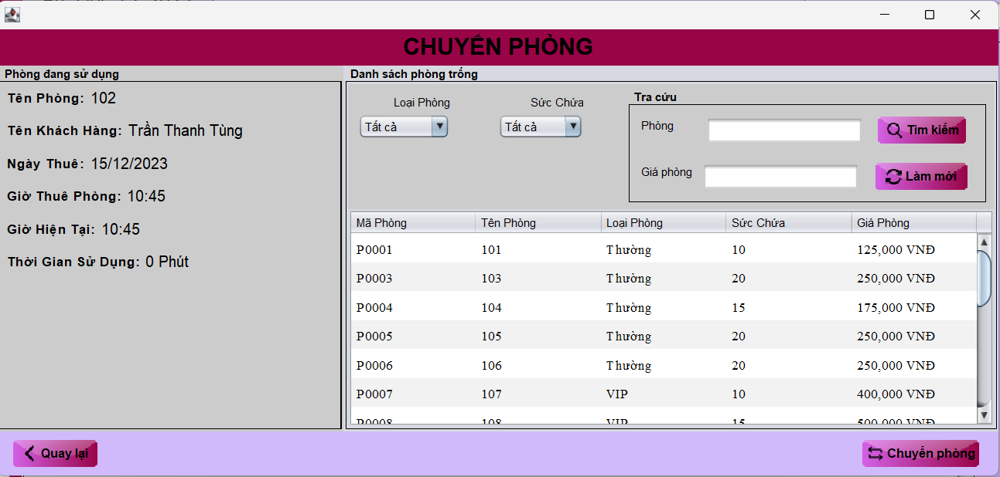 CHUYỂN PHÒNG
Phòng đang sử dụng
Tên Phòng: 102
Tên Khách Hàng: Trần Thanh Tùng
Ngày Thuê: 15/12/2023
Giờ Thuê Phòng: 10:45
Giờ Hiện Tại: 10:45
Thời Gian Sử Dụng: 0 Phút
Danh sách phòng trống
Loại Phòng Sức Chứa
Tất cả Tất cả
Tra cứu
Phòng Tìm kiếm
Giá phòng Làm mới
Mã Phòng Tên Phòng Loại Phòng Sức Chứa Giá Phòng
P0001 101 Thường 10 125,000 VNĐ
P0003 103 Thường 20 250,000 VNĐ
P0004 104 Thường 15 175,000 VNĐ
P0005 105 Thường 20 250,000 VNĐ
P0006 106 Thường 20 250,000 VNĐ
P0007 107 VIP 10 400,000 VNĐ
P0008 108 VIP 15 500,000 VNĐ
Quay lại Chuyển phòng